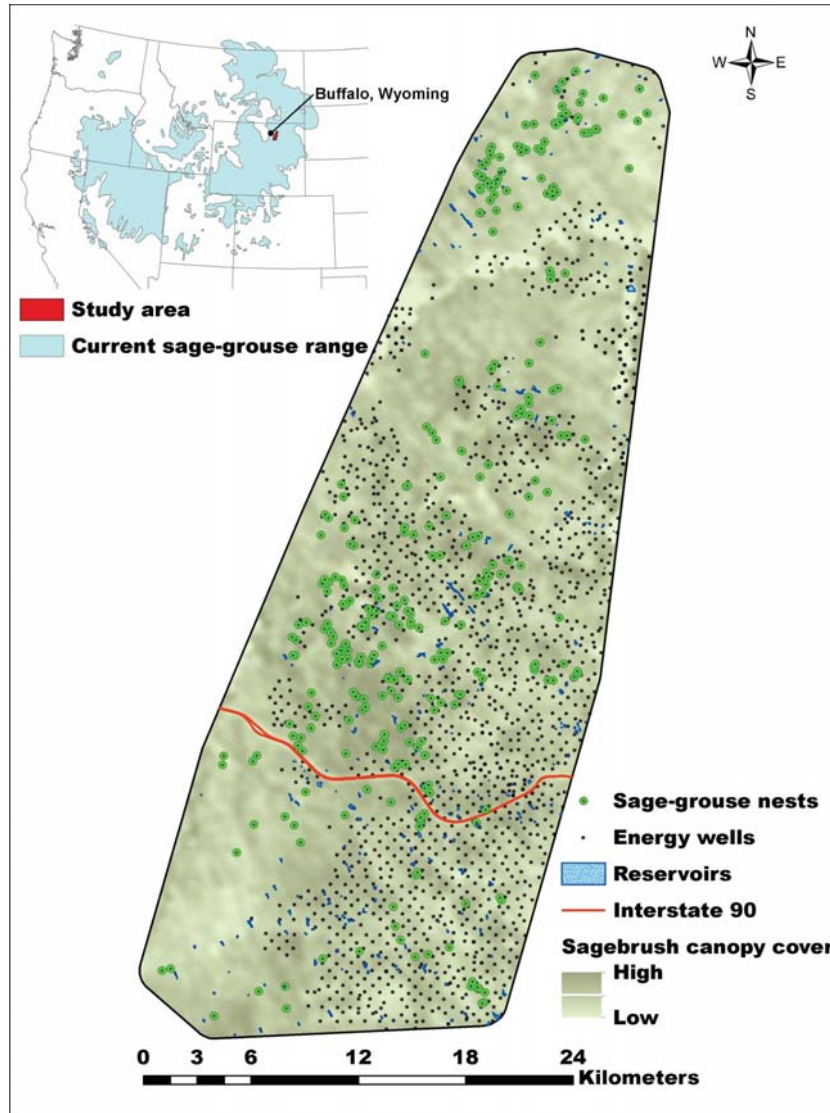 N
W E
S
Buffalo, Wyoming
Study area
Current sage-grouse range
Sage-grouse nests
Energy wells
Reservoirs
Interstate 90
Sagebrush canopy cover
High
Low
0 3 6 12 18 24
Kilometers